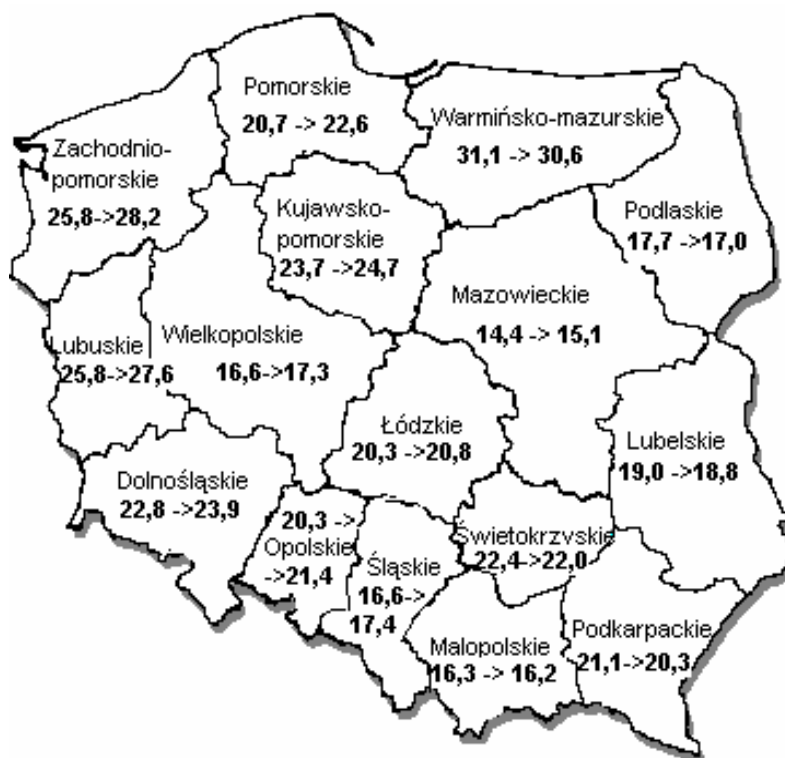 Pomorskie
20,7 -> 22,6
Warmińsko-mazurskie
31,1 -> 30,6
Zachodnio-
pomorskie
25,8->28,2
Kujawsko-
pomorskie
23,7 ->24,7
Podlaskie
17,7 ->17,0
Mazowieckie
14,4 -> 15,1
Lubuskie
25,8->27,6
Wielkopolskie
16,6->17,3
Łódzkie
20,3 ->20,8
Lubelskie
19,0 ->18,8
Dolnośląskie
22,8 ->23,9
20,3 ->
Opolskie
->21,4
Śląskie
16,6->
17,4
Świetokrzyskie
22,4->22,0
Malopolskie
16,3 -> 16,2
Podkarpackie
21,1->20,3